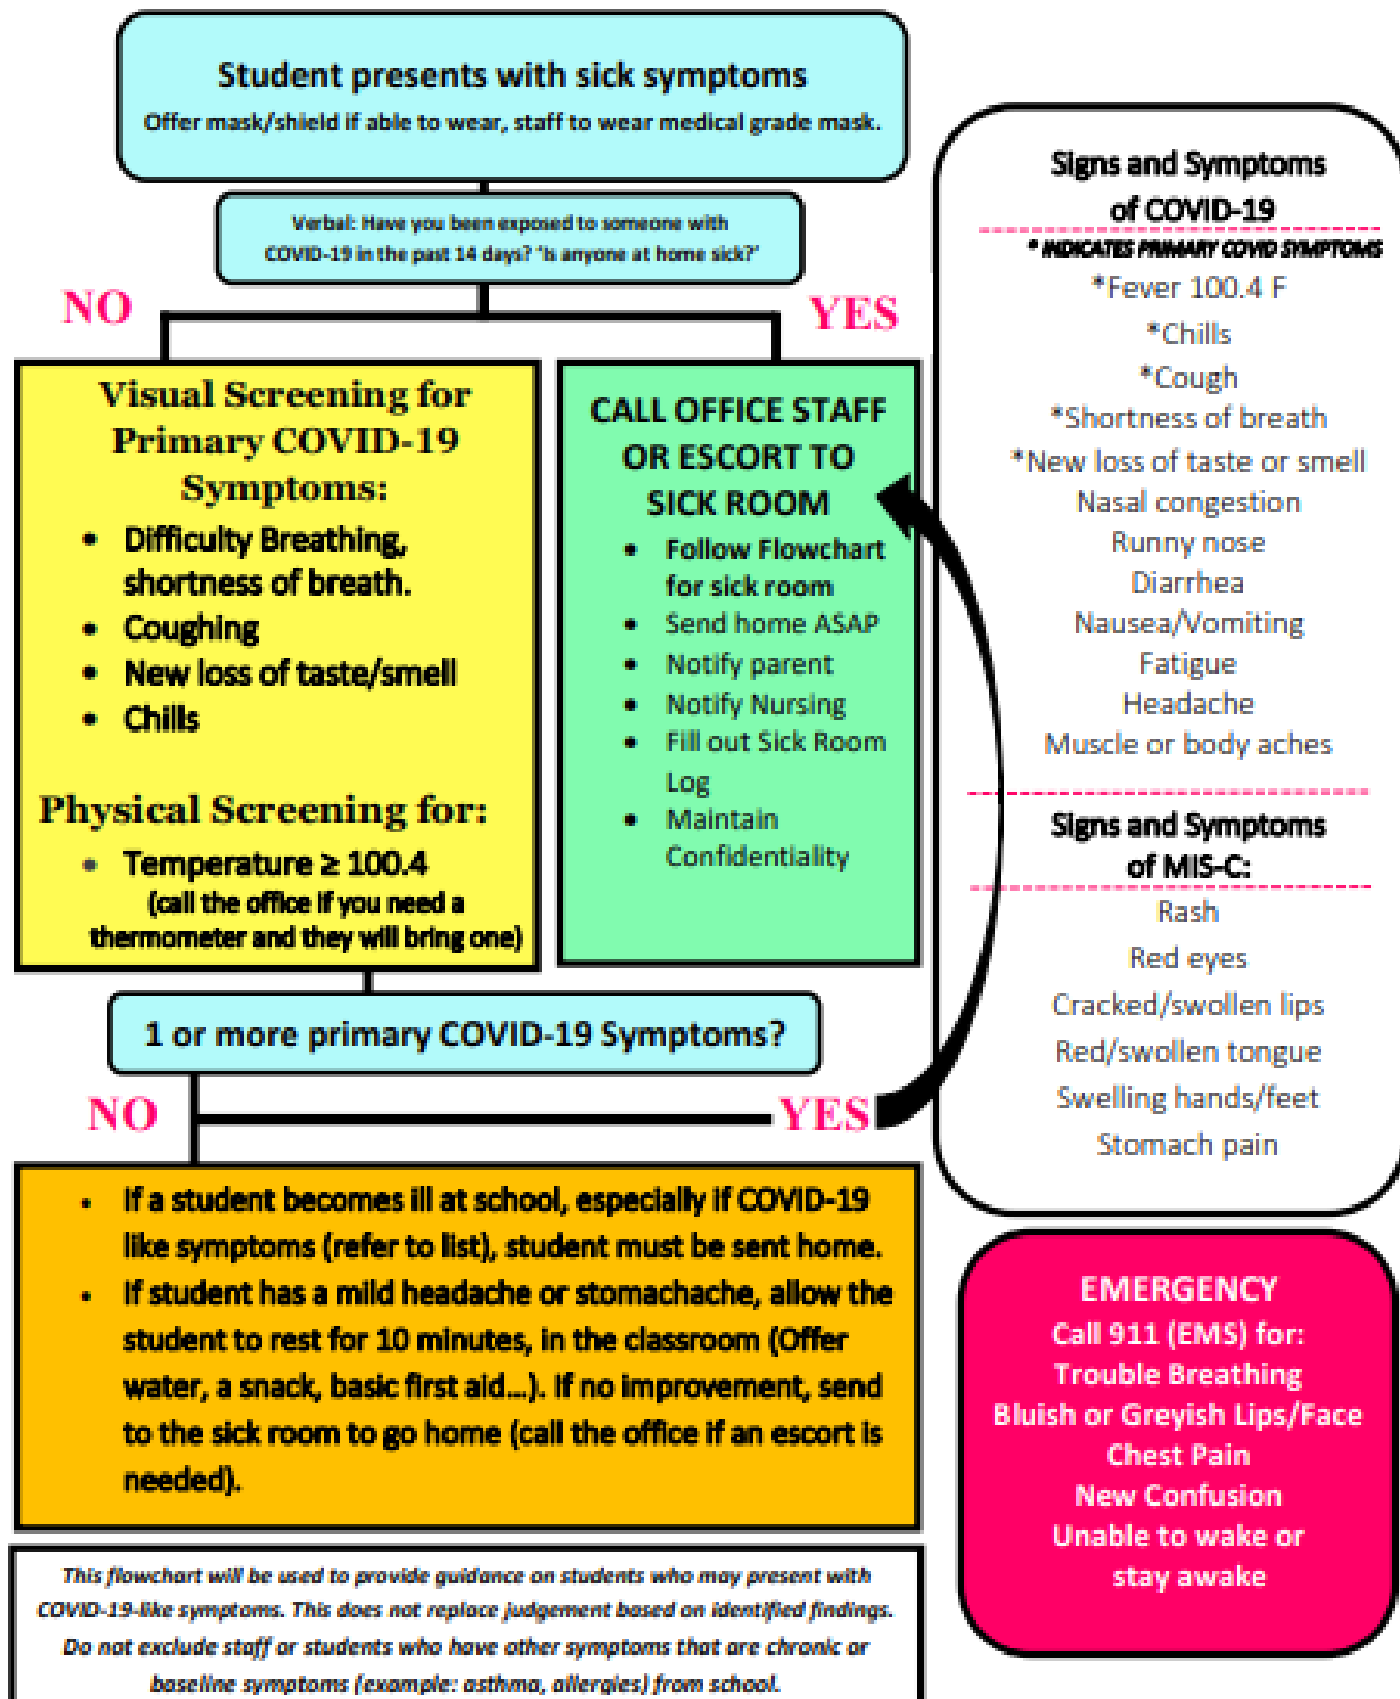 Student presents with sick symptoms
Offer mask/shield if able to wear, staff to wear medical grade mask.
Verbal: Have you been exposed to someone with
COVID-19 in the past 14 days? 'Is anyone at home sick?'
NO
YES
Visual Screening for
Primary COVID-19
Symptoms:
• Difficulty Breathing,
shortness of breath.
• Coughing
• New loss of taste/smell
• Chills
Physical Screening for:
• Temperature ≥ 100.4
(call the office if you need a
thermometer and they will bring one)
CALL OFFICE STAFF
OR ESCORT TO
SICK ROOM
• Follow Flowchart
for sick room
• Send home ASAP
• Notify parent
• Notify Nursing
• Fill out Sick Room
Log
• Maintain
Confidentiality
1 or more primary COVID-19 Symptoms?
NO
YES
• If a student becomes ill at school, especially if COVID-19
like symptoms (refer to list), student must be sent home.
• If student has a mild headache or stomachache, allow the
student to rest for 10 minutes, in the classroom (Offer
water, a snack, basic first aid...). If no improvement, send
to the sick room to go home (call the office if an escort is
needed).
This flowchart will be used to provide guidance on students who may present with
COVID-19-like symptoms. This does not replace judgement based on identified findings.
Do not exclude staff or students who have other symptoms that are chronic or
baseline symptoms (example: asthma, allergies) from school.
Signs and Symptoms
of COVID-19
* INDICATES PRIMARY COVID SYMPTOMS
*Fever 100.4 F
*Chills
*Cough
*Shortness of breath
*New loss of taste or smell
Nasal congestion
Runny nose
Diarrhea
Nausea/Vomiting
Fatigue
Headache
Muscle or body aches
Signs and Symptoms
of MIS-C:
Rash
Red eyes
Cracked/swollen lips
Red/swollen tongue
Swelling hands/feet
Stomach pain
EMERGENCY
Call 911 (EMS) for:
Trouble Breathing
Bluish or Greyish Lips/Face
Chest Pain
New Confusion
Unable to wake or
stay awake